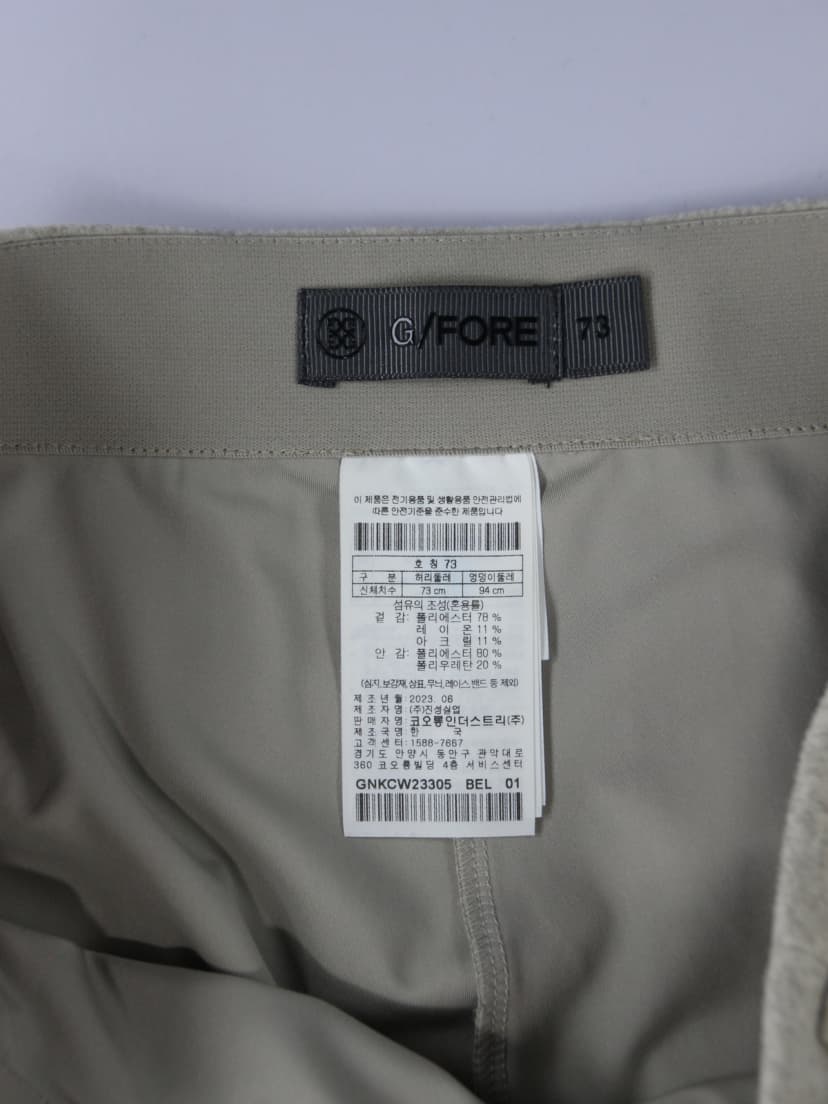 G/FORE 73
이 제품은 전기용품 및 생활용품 안전관리법에
따른 안전기준을 준수한 제품입니다
호 칭 73
구 분 허리둘레 엉덩이둘레
신체치수 73 cm 94 cm
섬유의 조성(혼용률)
겉 감: 폴리에스터 78 %
레 이 온 11 %
아 크 릴 11 %
안 감: 폴리에스터 80 %
폴리우레탄 20 %
(심지,보강재,상표,무늬,레이스,밴드 등 제외)
제 조 년 월: 2023. 06
제 조 자 명: (주)진성실업
판 매 자 명: 코오롱인더스트리(주)
제 조 국 명: 한 국
고 객 센 터: 1588-7667
경 기 도 안 양 시 동 안 구 관 악 대 로
360 코 오 롱 빌 딩 4층 서 비 스 센 터
GNKCW23305 BEL 01